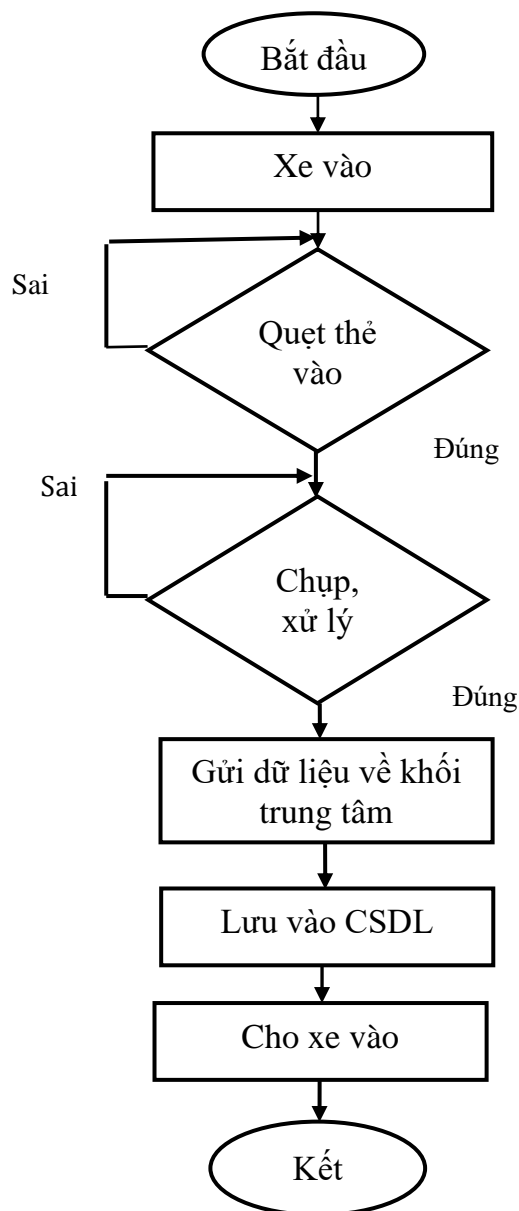 Bắt đầu
Xe vào
Sai
Quẹt thẻ
vào
Đúng
Sai
Chụp,
xử lý
Đúng
Gửi dữ liệu về khối
trung tâm
Lưu vào CSDL
Cho xe vào
Kết